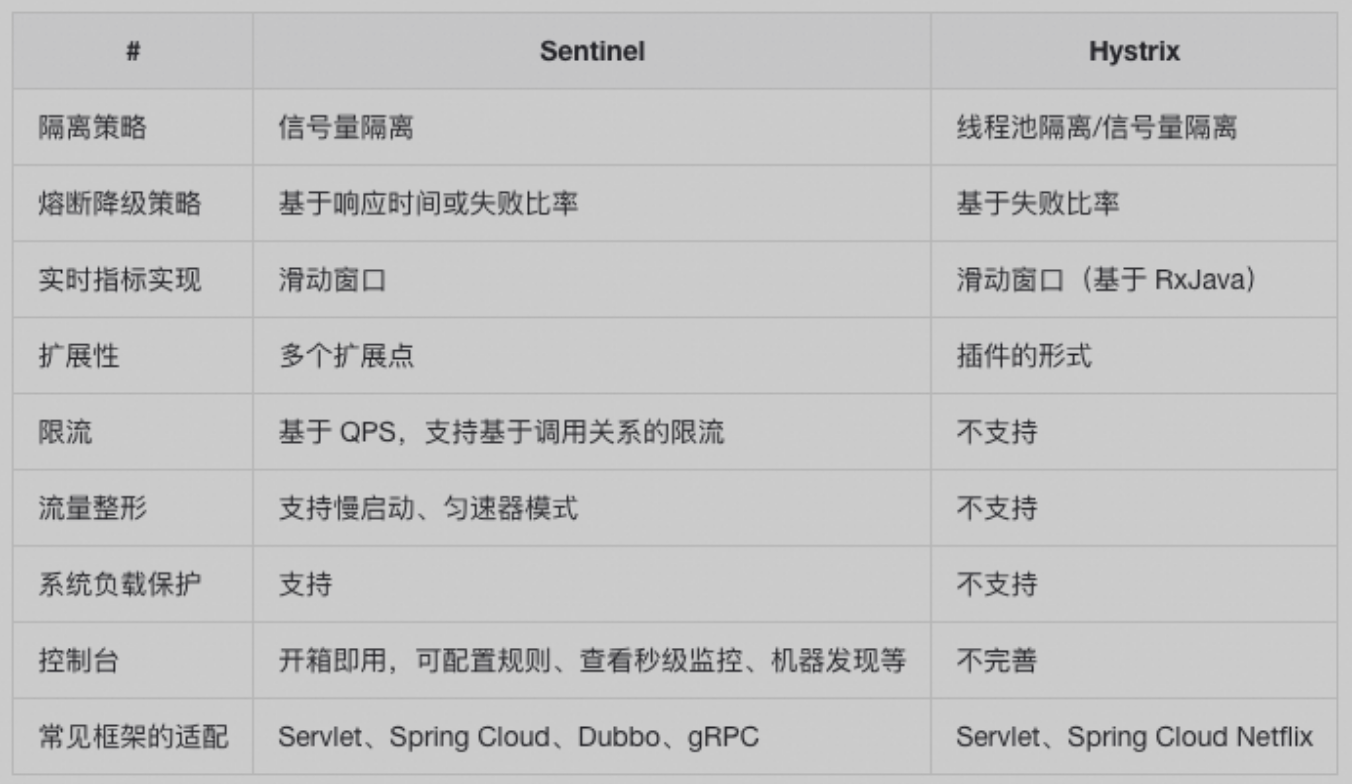 # Sentinel Hystrix
隔离策略 信号量隔离 线程池隔离/信号量隔离
熔断降级策略 基于响应时间或失败比率 基于失败比率
实时指标实现 滑动窗口 滑动窗口（基于 RxJava）
扩展性 多个扩展点 插件的形式
限流 基于 QPS，支持基于调用关系的限流 不支持
流量整形 支持慢启动、匀速器模式 不支持
系统负载保护 支持 不支持
控制台 开箱即用，可配置规则、查看秒级监控、机器发现等 不完善
常见框架的适配 Servlet、Spring Cloud、Dubbo、gRPC Servlet、Spring Cloud Netflix